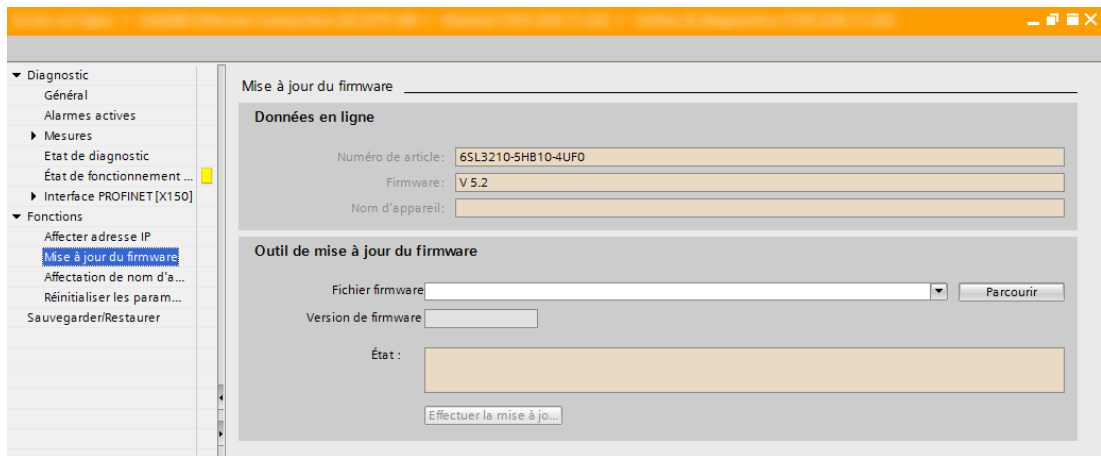 Diagnostic
Général
Alarmes actives
Mesures
Etat de diagnostic
État de fonctionnement ...
Interface PROFINET [X150]
Fonctions
Affecter adresse IP
Mise à jour du firmware
Affectation de nom d'a...
Réinitialiser les param...
Sauvegarder/Restaurer
Mise à jour du firmware
Données en ligne
Numéro de article: 6SL3210-5HB10-4UF0
Firmware: V 5.2
Nom d'appareil:
Outil de mise à jour du firmware
Fichier firmware Parcourir
Version de firmware
État :
Effectuer la mise à jo...